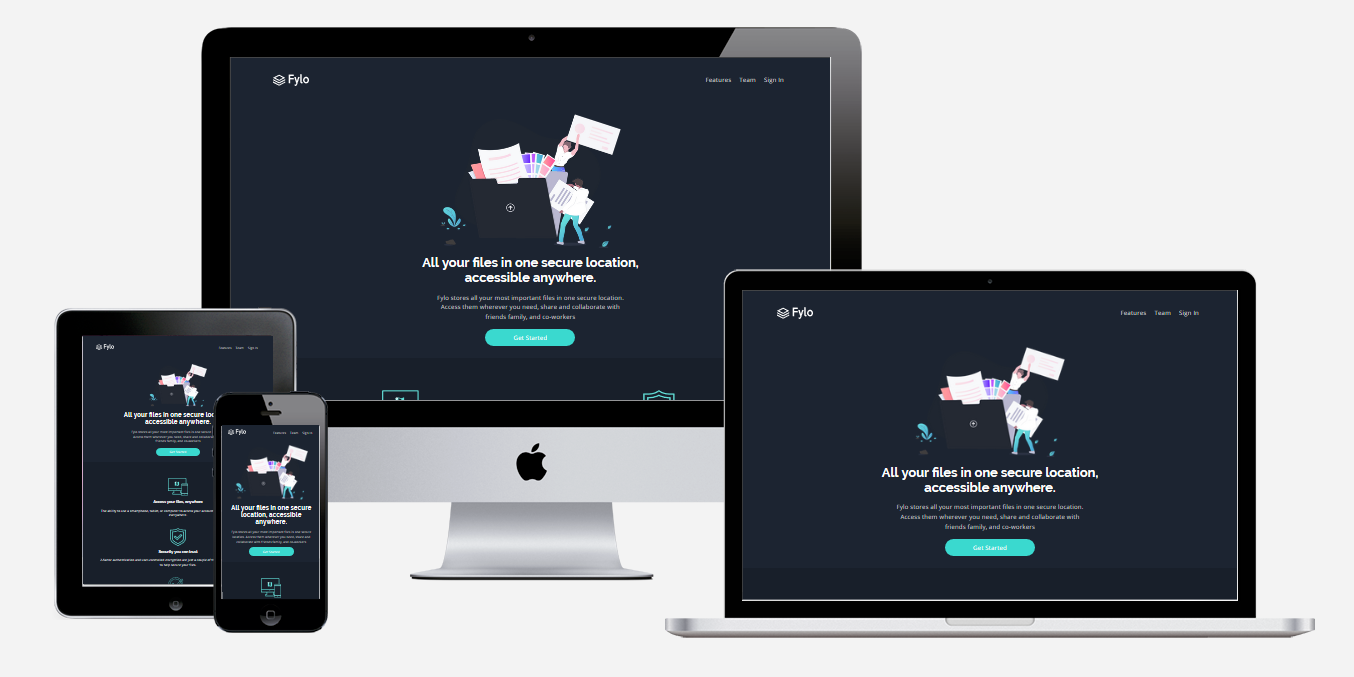 Fylo
Features Team Sign In
All your files in one secure location,
accessible anywhere.
Fylo stores all your most important files in one secure location.
Access them wherever you need, share and collaborate with
friends family, and co-workers
Get Started
Fylo
Features Team Sign In
All your files in one secure location,
accessible anywhere.
Fylo stores all your most important files in one secure location.
Access them wherever you need, share and collaborate with
friends family, and co-workers
Get Started
Fylo
Features Team Sign In
All your files in one secure
accessible anywhere.
Get Started
Access your files, anywhere
Security you can trust
to help secure your files.
Fylo
Features Team Sign In
All your files in one secure
location, accessible
anywhere.
Get Started